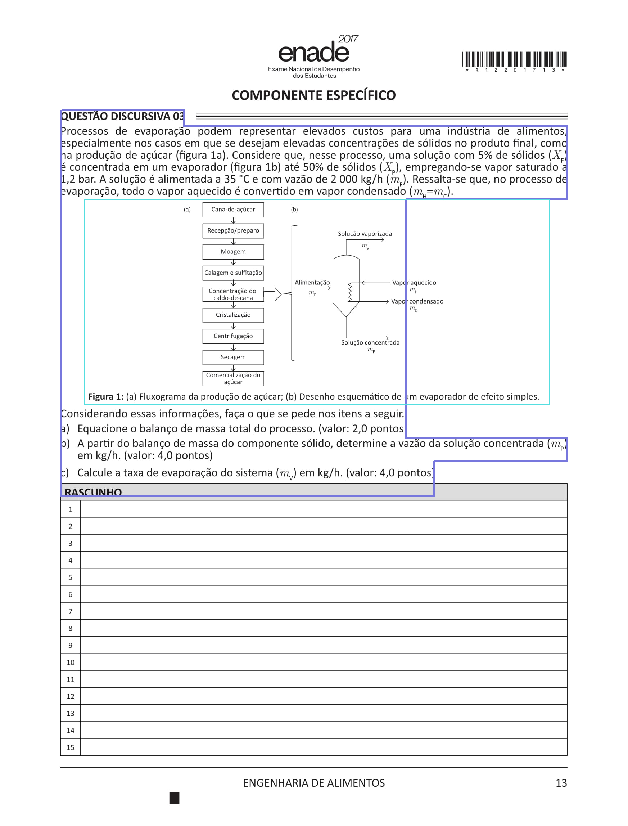 enade 2017
Exame Nacional de Desempenho
dos Estudantes
*R1220171 3*
COMPONENTE ESPECÍFICO
QUESTÃO DISCURSIVA 03
Processos de evaporação podem representar elevados custos para uma indústria de alimentos,
especialmente nos casos em que se desejam elevadas concentrações de sólidos no produto final, como
na produção de açúcar (figura 1a). Considere que, nesse processo, uma solução com 5% de sólidos (X_F)
é concentrada em um evaporador (figura 1b) até 50% de sólidos (X_P), empregando-se vapor saturado a
1,2 bar. A solução é alimentada a 35 °C e com vazão de 2 000 kg/h (m_F). Ressalta-se que, no processo de
evaporação, todo o vapor aquecido é convertido em vapor condensado (m_I=m_C).
(a)
Cana-de-açúcar
Recepção/preparo
Moagem
Calagem e sulfitação
Concentração do
caldo de cana
Cristalização
Centrifugação
Secagem
Comercialização do
açúcar
(b)
Solução vaporizada
m_v
Alimentação
m_F
Vapor aquecido
m_I
Vapor condensado
m_C
Solução concentrada
m_P
Figura 1: (a) Fluxograma da produção de açúcar; (b) Desenho esquemático de um evaporador de efeito simples.
Considerando essas informações, faça o que se pede nos itens a seguir.
a) Equacione o balanço de massa total do processo. (valor: 2,0 pontos)
b) A partir do balanço de massa do componente sólido, determine a vazão da solução concentrada (m_P)
em kg/h. (valor: 4,0 pontos)
c) Calcule a taxa de evaporação do sistema (m_v) em kg/h. (valor: 4,0 pontos)
RASCUNHO
1
2
3
4
5
6
7
8
9
10
11
12
13
14
15
ENGENHARIA DE ALIMENTOS 13